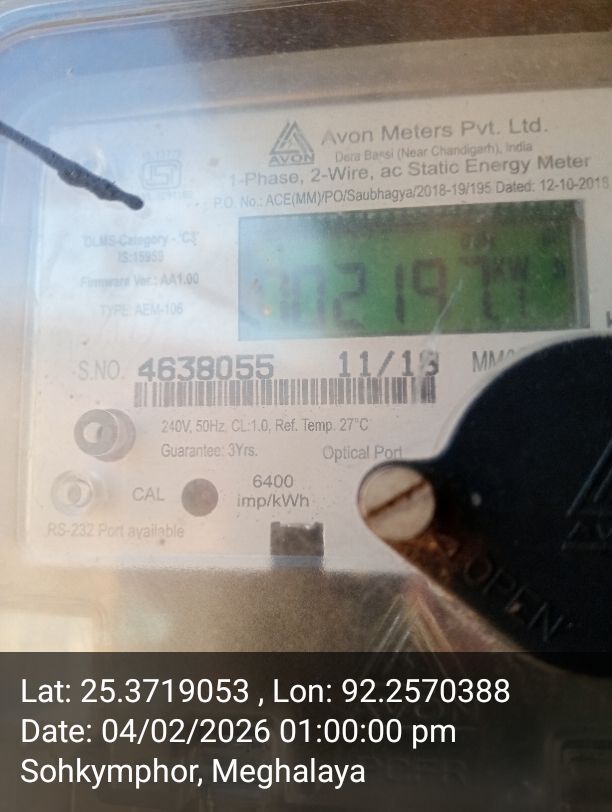 Avon Meters Pvt. Ltd.
AVON
Dera Bassi (Near Chandigarh), India
1-Phase, 2-Wire, ac Static Energy Meter
P.O. No.: ACE(MM)/PO/Saubhagya/2018-19/195 Dated: 12-10-2018
DLMS-Category - 'C3'
IS:15959
Firmware Ver.: AA1.00
TYPE: AEM-106
S.NO. 4638055 11/18
240V, 50Hz, CL:1.0, Ref. Temp. 27°C
Guarantee: 3Yrs.
Optical Port
CAL
6400
imp/kWh
RS-232 Port available
OPEN
Lat: 25.3719053 , Lon: 92.2570388
Date: 04/02/2026 01:00:00 pm
Sohkymphor, Meghalaya